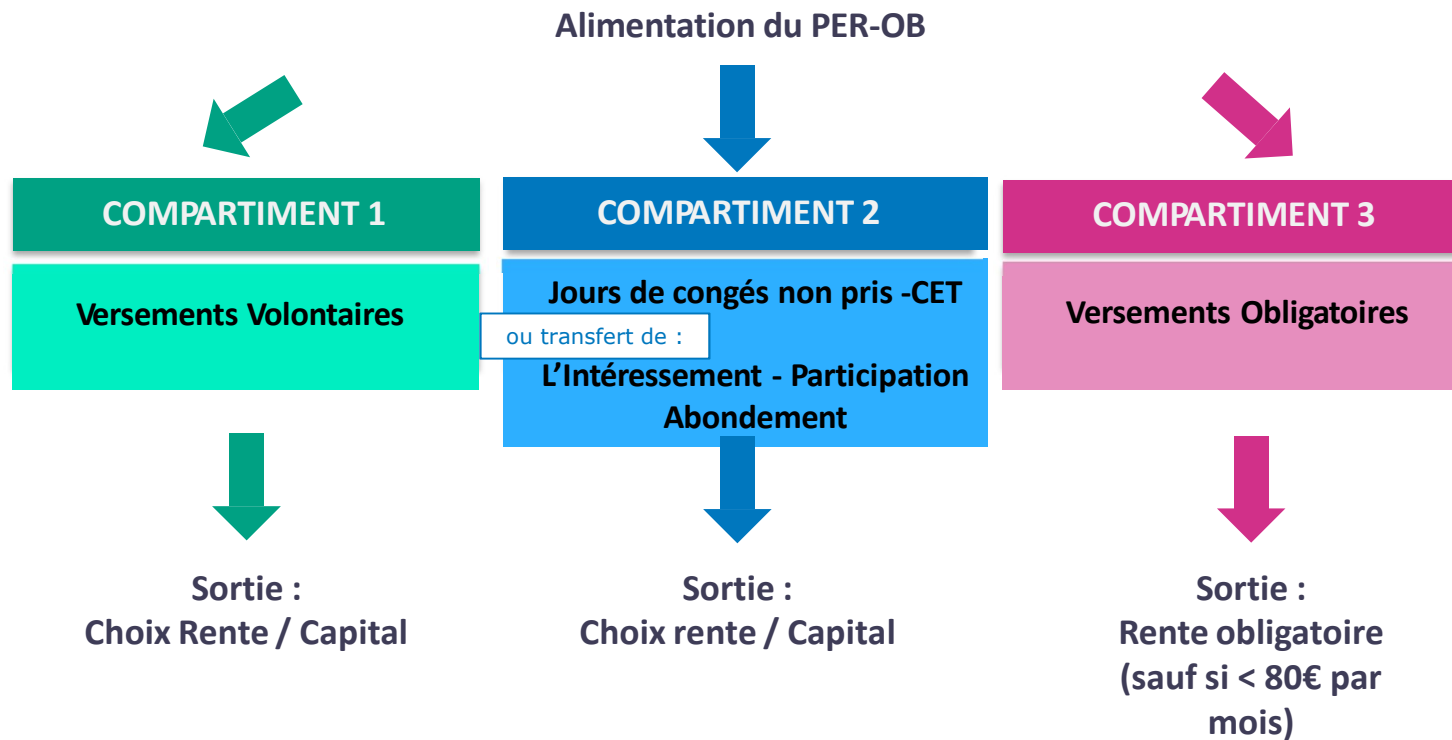 Alimentation du PER-OB
COMPARTIMENT 1
Versements Volontaires
Sortie :
Choix Rente / Capital
COMPARTIMENT 2
Jours de congés non pris -CET
ou transfert de :
L’Intéressement - Participation
Abondement
Sortie :
Choix rente / Capital
COMPARTIMENT 3
Versements Obligatoires
Sortie :
Rente obligatoire
(sauf si < 80€ par
mois)